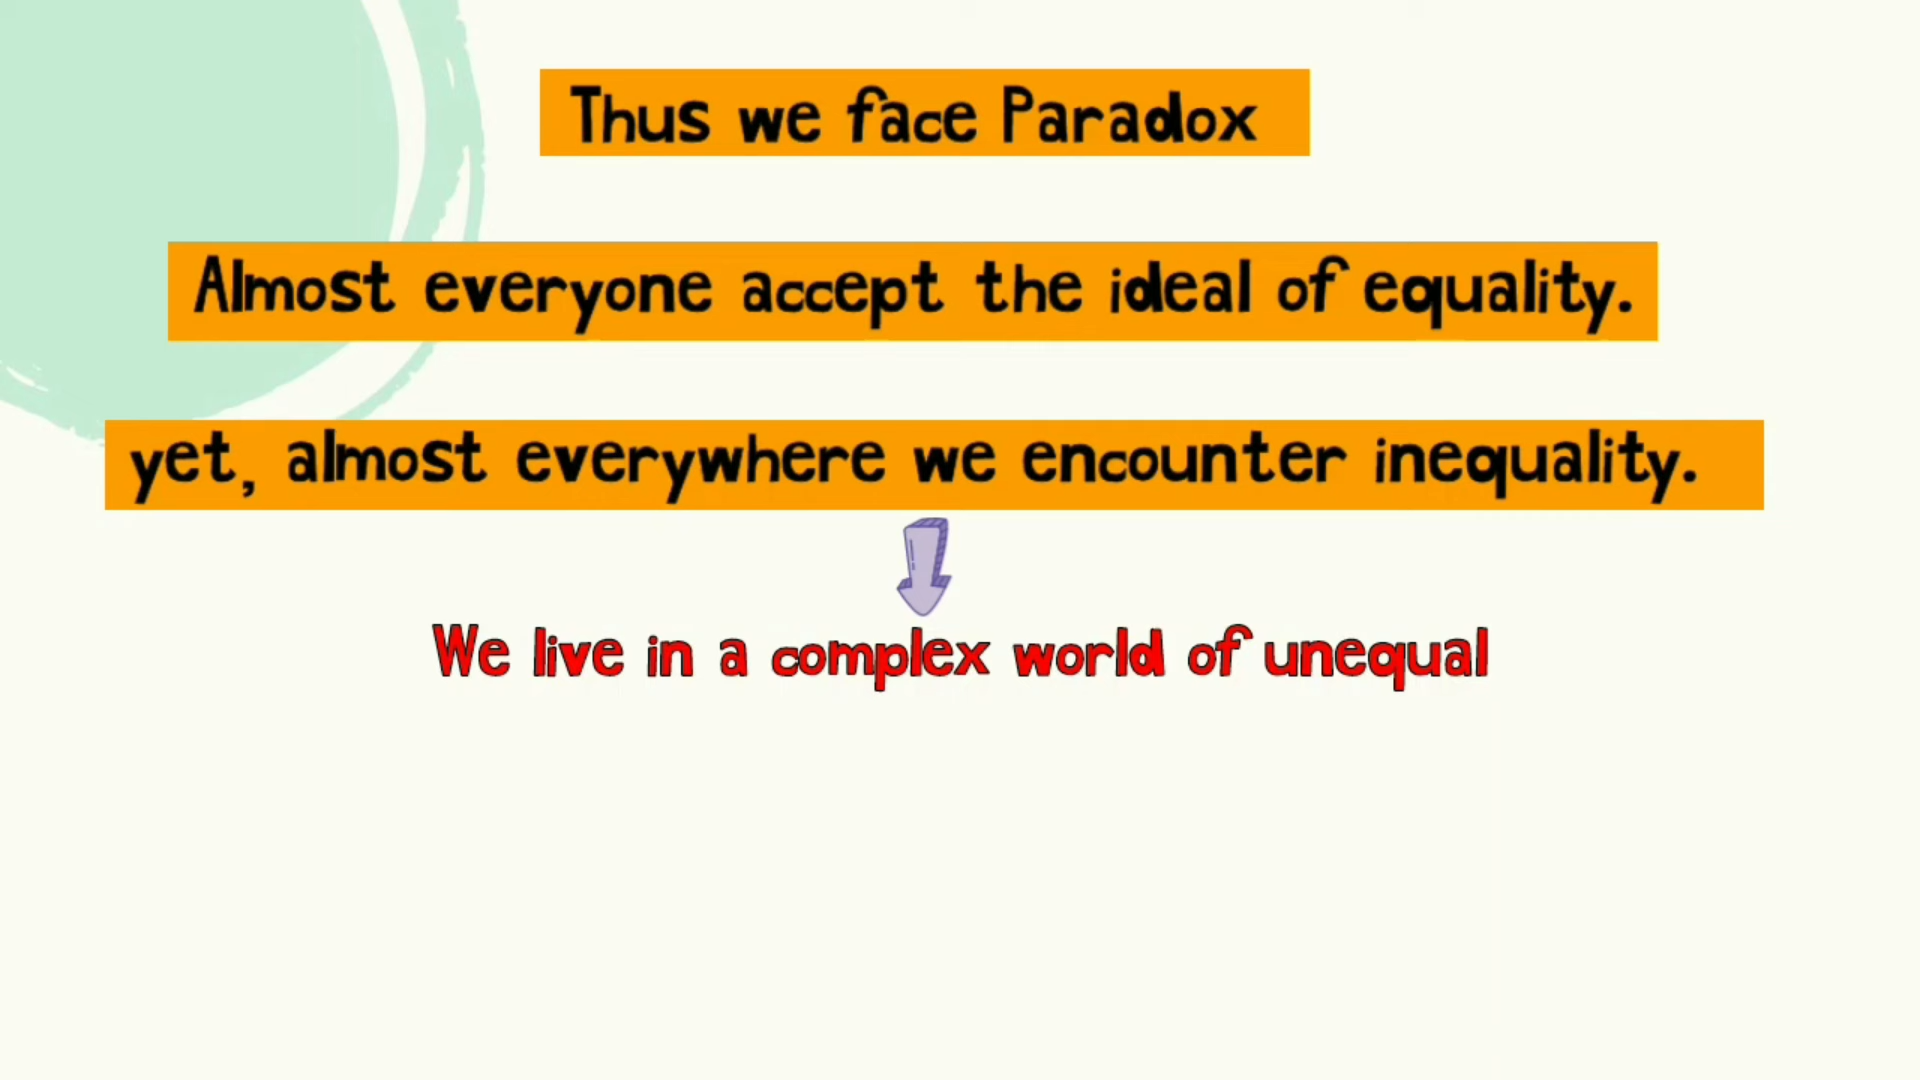 Thus we face Paradox
Almost everyone accept the ideal of equality.
yet, almost everywhere we encounter inequality.
We live in a complex world of unequal